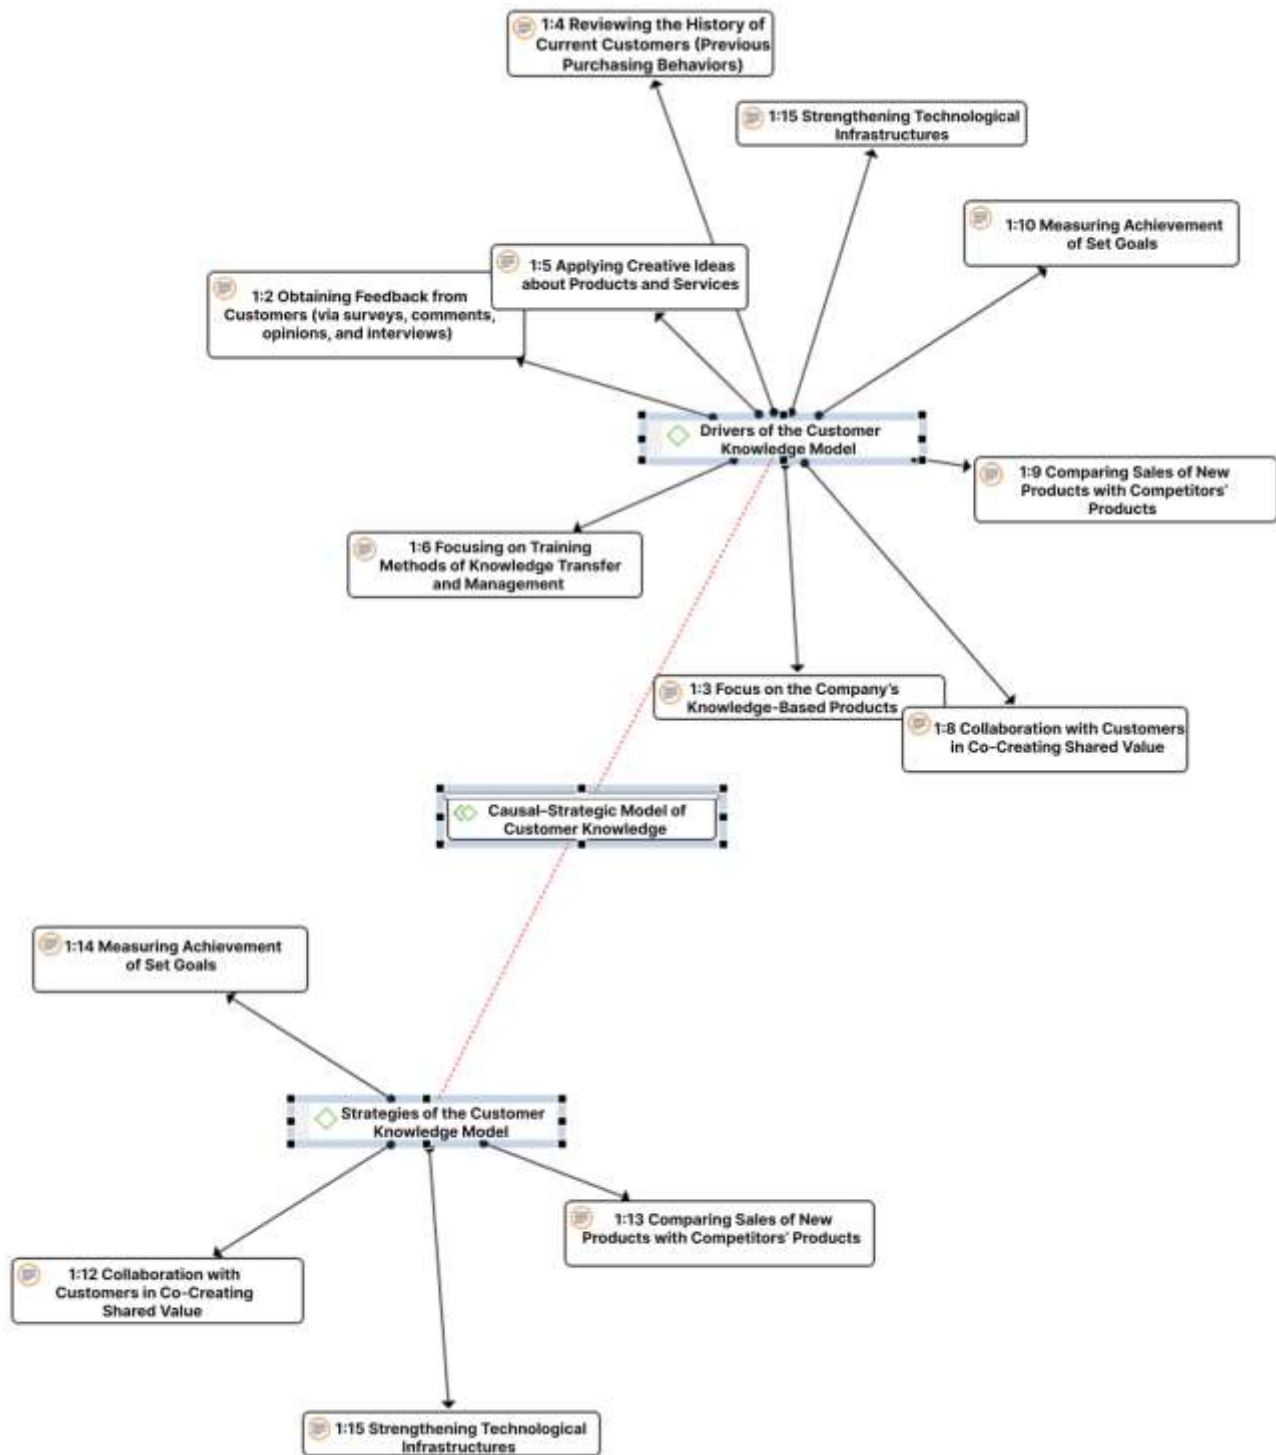 1:4 Reviewing the History of
Current Customers (Previous
Purchasing Behaviors)
1:15 Strengthening Technological
Infrastructures
1:10 Measuring Achievement
of Set Goals
1:5 Applying Creative Ideas
about Products and Services
1:2 Obtaining Feedback from
Customers (via surveys, comments,
opinions, and interviews)
Drivers of the Customer
Knowledge Model
1:9 Comparing Sales of New
Products with Competitors'
Products
1:6 Focusing on Training
Methods of Knowledge Transfer
and Management
1:3 Focus on the Company's
Knowledge-Based Products
1:8 Collaboration with Customers
in Co-Creating Shared Value
Causal–Strategic Model of
Customer Knowledge
1:14 Measuring Achievement
of Set Goals
Strategies of the Customer
Knowledge Model
1:13 Comparing Sales of New
Products with Competitors' Products
1:12 Collaboration with
Customers in Co-Creating
Shared Value
1:15 Strengthening Technological
Infrastructures